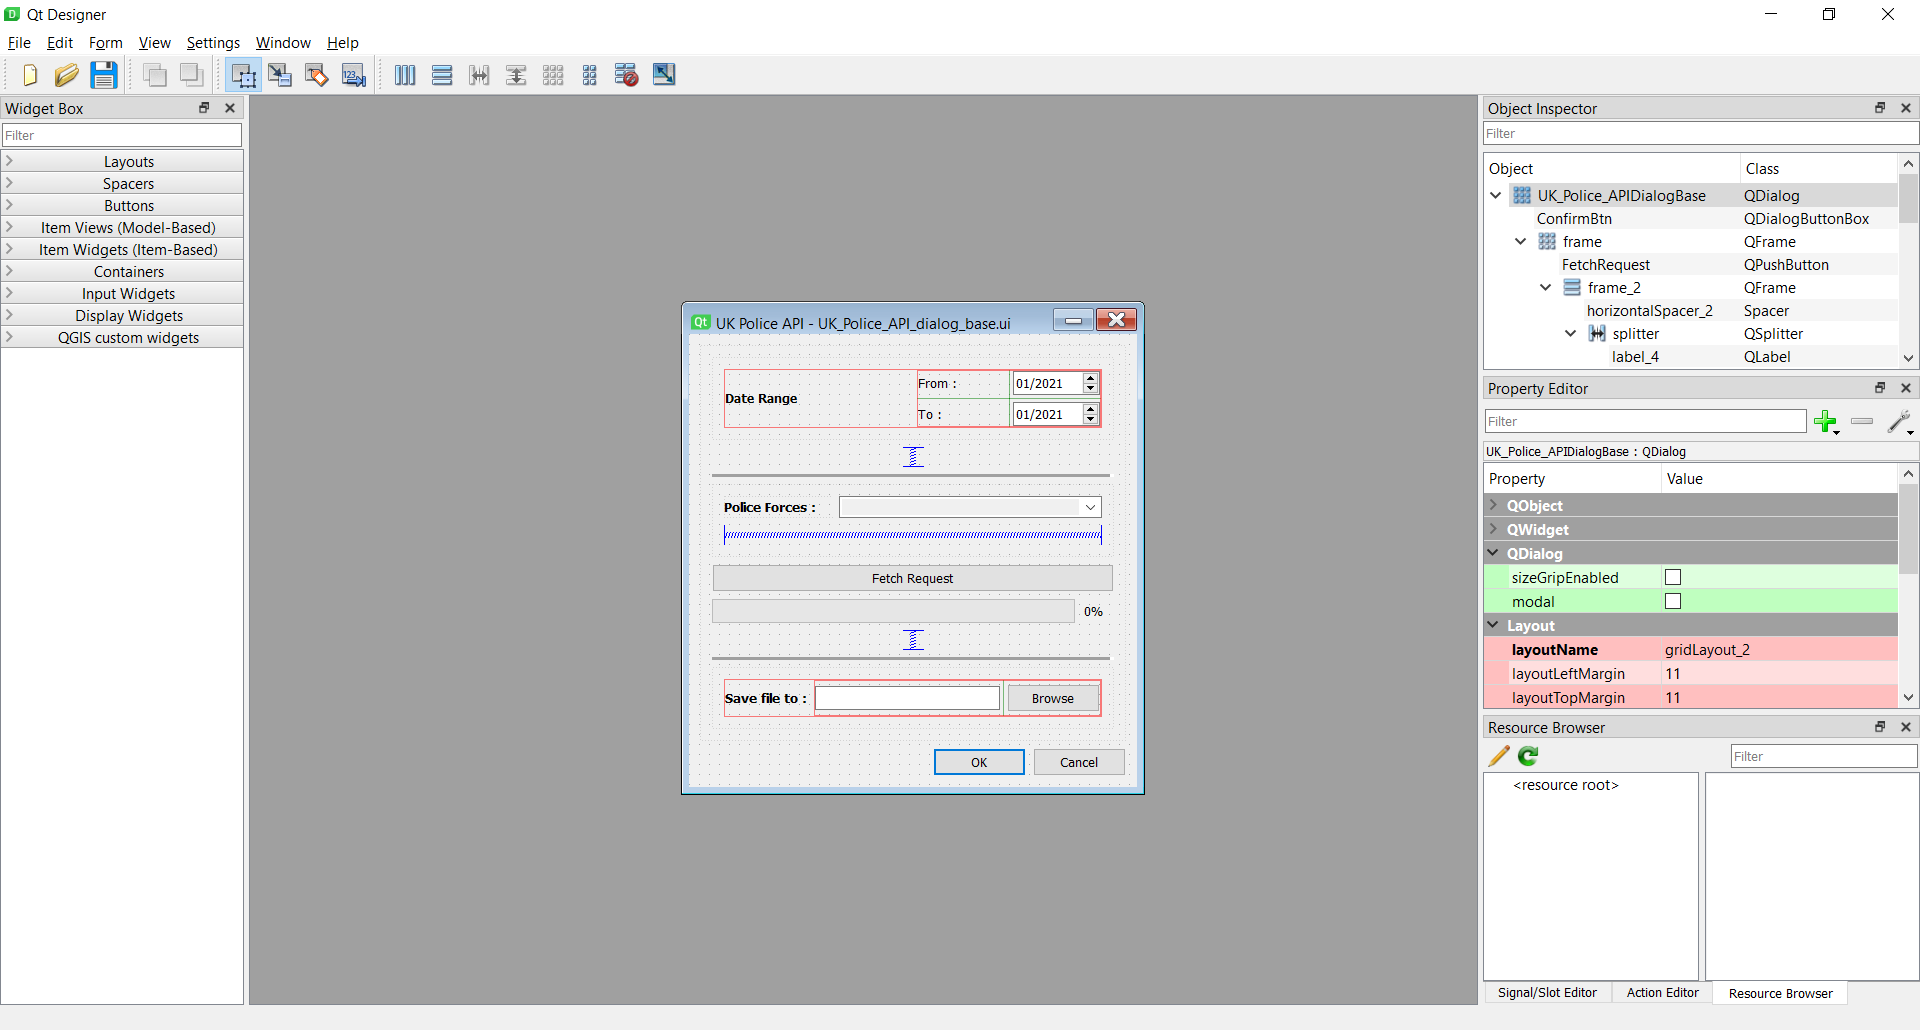 Qt Designer
File Edit Form View Settings Window Help
Widget Box
Filter
Layouts
Spacers
Buttons
Item Views (Model-Based)
Item Widgets (Item-Based)
Containers
Input Widgets
Display Widgets
QGIS custom widgets
UK Police API - UK_Police_API_dialog_base.ui
Date Range
From : 01/2021
To : 01/2021
Police Forces :
Fetch Request
0%
Save file to : Browse
OK Cancel
Object Inspector
Filter
Object Class
UK_Police_APIDialogBase QDialog
ConfirmBtn QDialogButtonBox
frame QFrame
FetchRequest QPushButton
frame_2 QFrame
horizontalSpacer_2 Spacer
splitter QSplitter
label_4 QLabel
Property Editor
Filter
UK_Police_APIDialogBase : QDialog
Property Value
QObject
QWidget
QDialog
sizeGripEnabled
modal
Layout
layoutName gridLayout_2
layoutLeftMargin 11
layoutTopMargin 11
Resource Browser
Filter
<resource root>
Signal/Slot Editor Action Editor Resource Browser